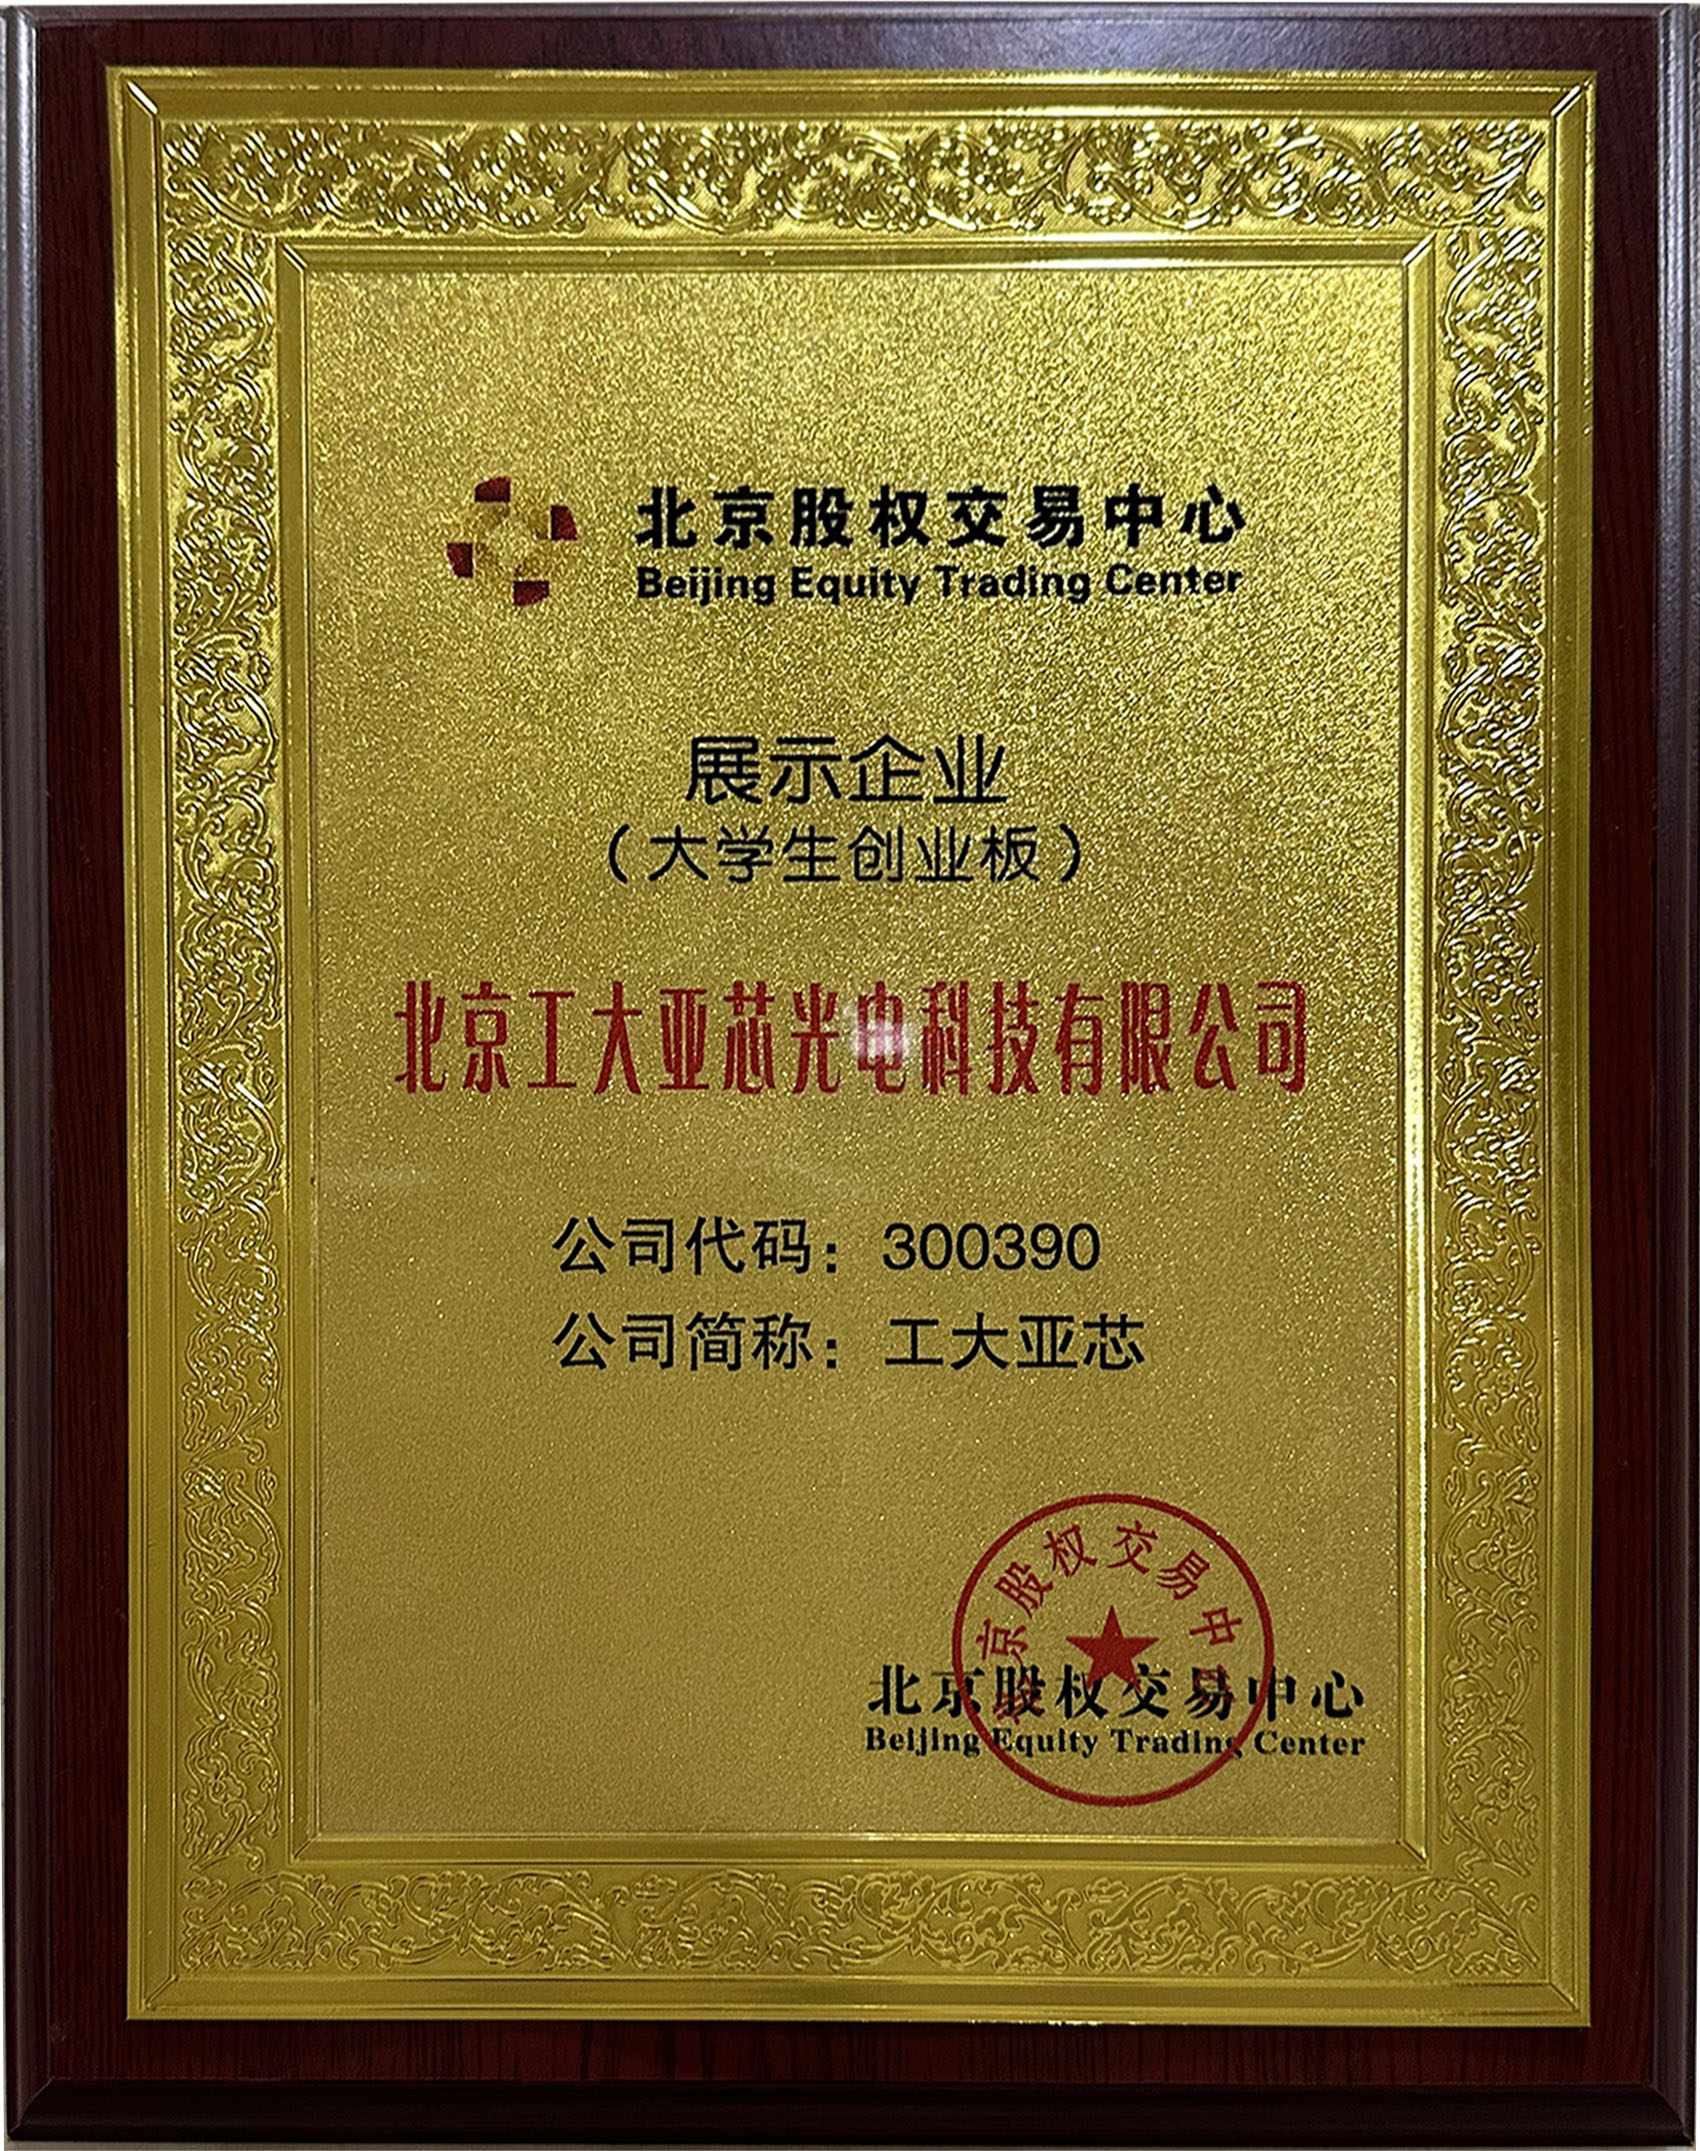 北京股权交易中心
Beijing Equity Trading Center
展示企业
（大学生创业板）
北京工大亚芯光电科技有限公司
公司代码：300390
公司简称：工大亚芯
北京股权交易中心
北京股权交易中心
Beijing Equity Trading Center